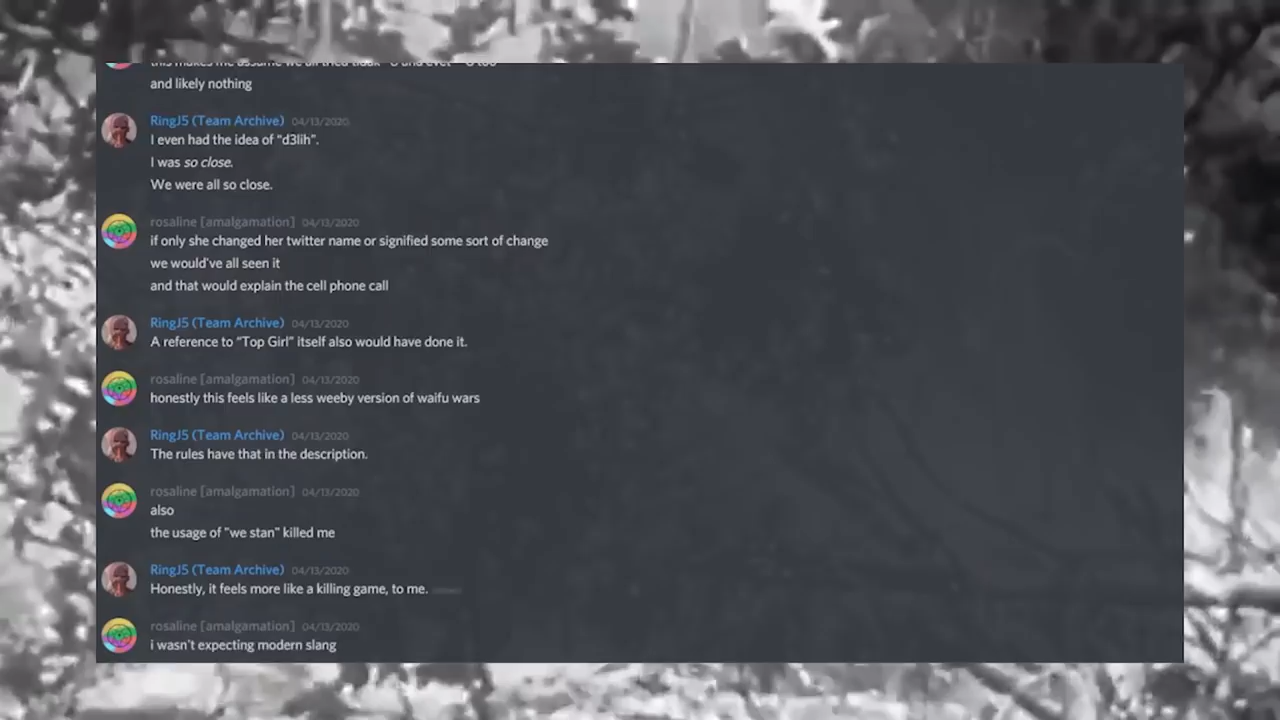 this makes me assume we all tried
and likely nothing
RingJ5 (Team Archive) 04/13/2020
I even had the idea of "d3lih".
I was so close.
We were all so close.
rosaline [amalgamation] 04/13/2020
if only she changed her twitter name or signified some sort of change
we would've all seen it
and that would explain the cell phone call
RingJ5 (Team Archive) 04/13/2020
A reference to "Top Girl" itself also would have done it.
rosaline [amalgamation] 04/13/2020
honestly this feels like a less weeby version of waifu wars
RingJ5 (Team Archive) 04/13/2020
The rules have that in the description.
rosaline [amalgamation] 04/13/2020
also
the usage of "we stan" killed me
RingJ5 (Team Archive) 04/13/2020
Honestly, it feels more like a killing game, to me.
rosaline [amalgamation] 04/13/2020
i wasn't expecting modern slang